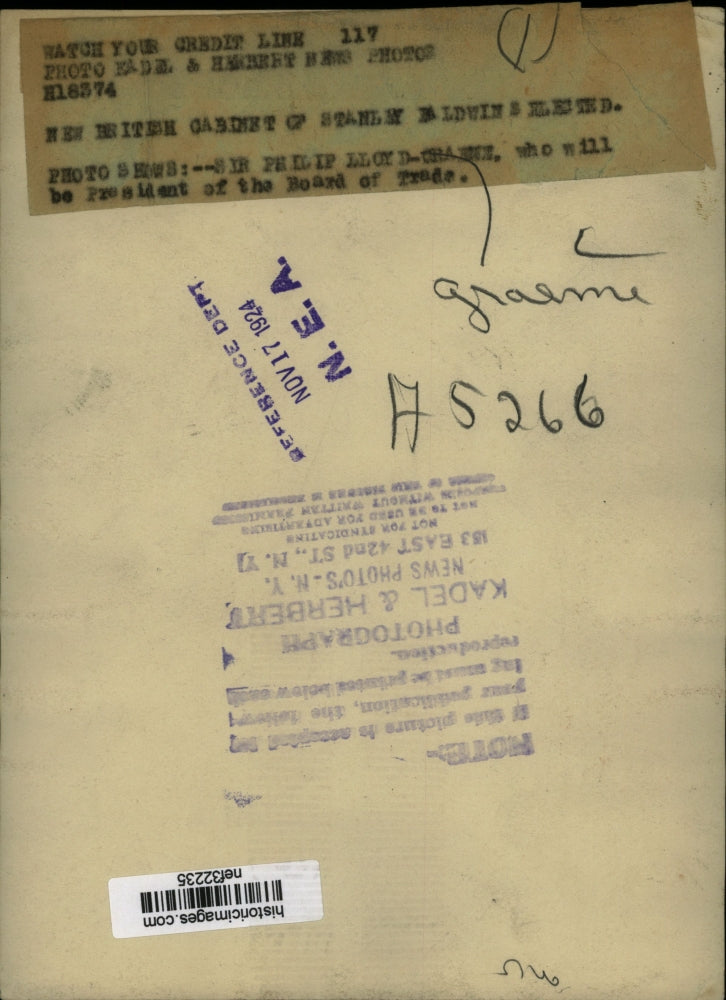 WATCH YOUR CREDIT LINE 117
PHOTO KADEL & HERBERT NEWS PHOTOS
H18374
NEW BRITISH CABINET OF STANLEY BALDWIN S ELECTED.
PHOTO SHOWS:--SIR PHILIP LLOYD-GRAEME, who will
be President of the Board of Trade.
1
graeme
REFERENCE DEPT.
NOV 17 1924
N. E. A.
A5266
NOTE:-
If this picture is accepted by
your publication, the follow-
ing must be printed below each
reproduction.
PHOTOGRAPH
KADEL & HERBERT
NEWS PHOTO'S - N. Y.
153 EAST 42nd ST., N. Y.
NOT FOR SYNDICATING
NOT TO BE USED FOR ADVERTISING
PURPOSES WITHOUT WRITTEN PERMISSION
historicimages.com
nef32235